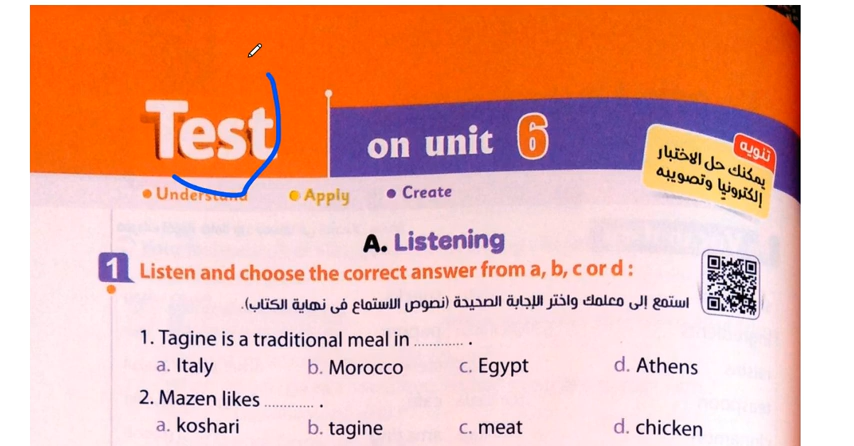 Test on unit 6
تنويه
يمكنك حل الاختبار
إلكترونيا وتصويبه
Understand Apply Create
A. Listening
1 Listen and choose the correct answer from a, b, c or d :
استمع إلى معلمك واختر الإجابة الصحيحة (نصوص الاستماع فى نهاية الكتاب).
1. Tagine is a traditional meal in ............ .
a. Italy b. Morocco c. Egypt d. Athens
2. Mazen likes ............ .
a. koshari b. tagine c. meat d. chicken